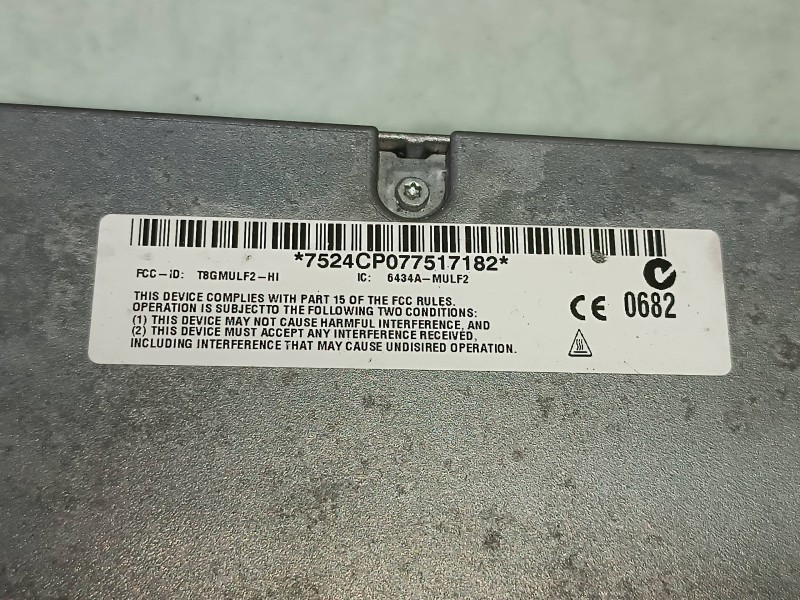 *7524CP077517182*
FCC-iD: T8GMULF2-HI IC: 6434A-MULF2
THIS DEVICE COMPLIES WITH PART 15 OF THE FCC RULES.
OPERATION IS SUBJECTTO THE FOLLOWING TWO CONDITIONS:
(1) THIS DEVICE MAY NOT CAUSE HARMFUL INTERFERENCE, AND
(2) THIS DEVICE MUST ACCEPT ANY INTERFERENCE RECEIVED,
INCLUDING INTERFERENCE THAT MAY CAUSE UNDISIRED OPERATION.
CE 0682